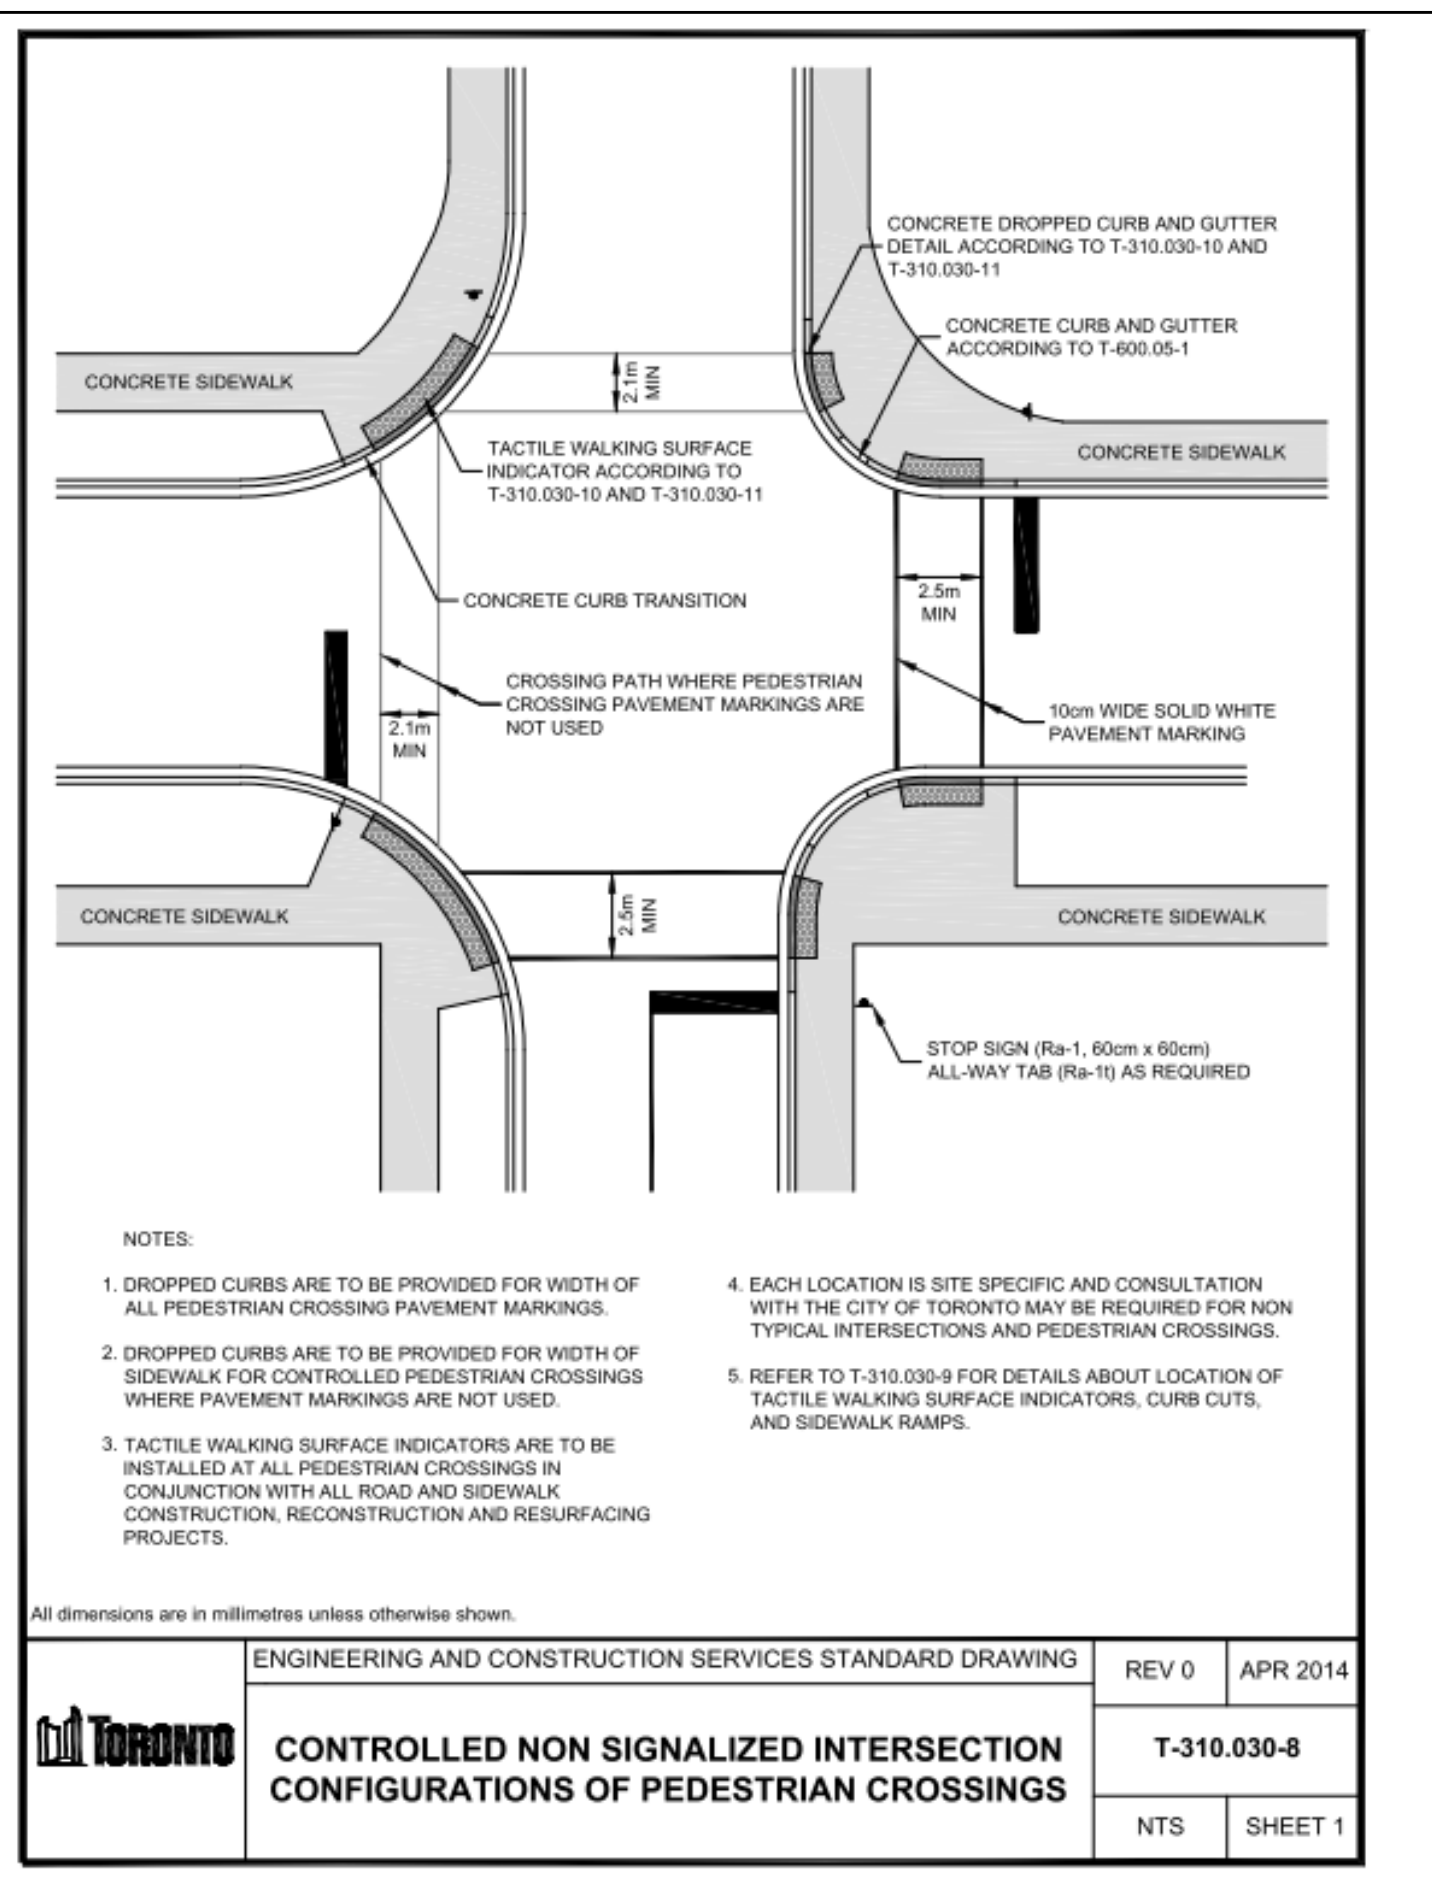 CONCRETE DROPPED CURB AND GUTTER
DETAIL ACCORDING TO T-310.030-10 AND
T-310.030-11
CONCRETE CURB AND GUTTER
ACCORDING TO T-600.05-1
CONCRETE SIDEWALK
2.1m
MIN
TACTILE WALKING SURFACE
INDICATOR ACCORDING TO
T-310.030-10 AND T-310.030-11
CONCRETE SIDEWALK
2.5m
MIN
CONCRETE CURB TRANSITION
CROSSING PATH WHERE PEDESTRIAN
CROSSING PAVEMENT MARKINGS ARE
NOT USED
2.1m
MIN
10cm WIDE SOLID WHITE
PAVEMENT MARKING
CONCRETE SIDEWALK
2.5m
MIN
CONCRETE SIDEWALK
STOP SIGN (Ra-1, 60cm x 60cm)
ALL-WAY TAB (Ra-1t) AS REQUIRED
NOTES:
1. DROPPED CURBS ARE TO BE PROVIDED FOR WIDTH OF
ALL PEDESTRIAN CROSSING PAVEMENT MARKINGS.
2. DROPPED CURBS ARE TO BE PROVIDED FOR WIDTH OF
SIDEWALK FOR CONTROLLED PEDESTRIAN CROSSINGS
WHERE PAVEMENT MARKINGS ARE NOT USED.
3. TACTILE WALKING SURFACE INDICATORS ARE TO BE
INSTALLED AT ALL PEDESTRIAN CROSSINGS IN
CONJUNCTION WITH ALL ROAD AND SIDEWALK
CONSTRUCTION, RECONSTRUCTION AND RESURFACING
PROJECTS.
4. EACH LOCATION IS SITE SPECIFIC AND CONSULTATION
WITH THE CITY OF TORONTO MAY BE REQUIRED FOR NON
TYPICAL INTERSECTIONS AND PEDESTRIAN CROSSINGS.
5. REFER TO T-310.030-9 FOR DETAILS ABOUT LOCATION OF
TACTILE WALKING SURFACE INDICATORS, CURB CUTS,
AND SIDEWALK RAMPS.
All dimensions are in millimetres unless otherwise shown.
TORONTO
ENGINEERING AND CONSTRUCTION SERVICES STANDARD DRAWING
CONTROLLED NON SIGNALIZED INTERSECTION
CONFIGURATIONS OF PEDESTRIAN CROSSINGS
REV 0
APR 2014
T-310.030-8
NTS
SHEET 1